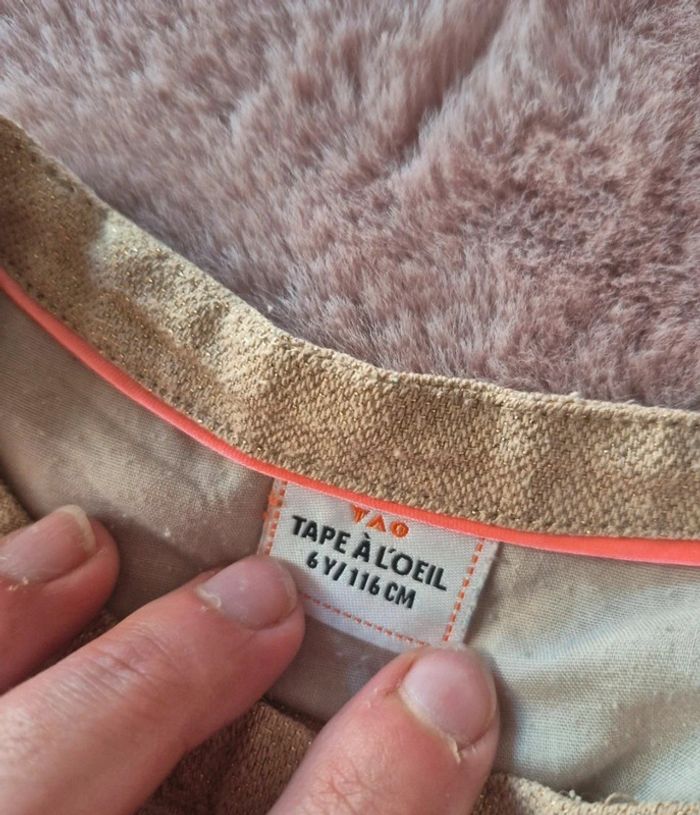 TAO
TAPE À L'OEIL
6 Y/ 116 CM